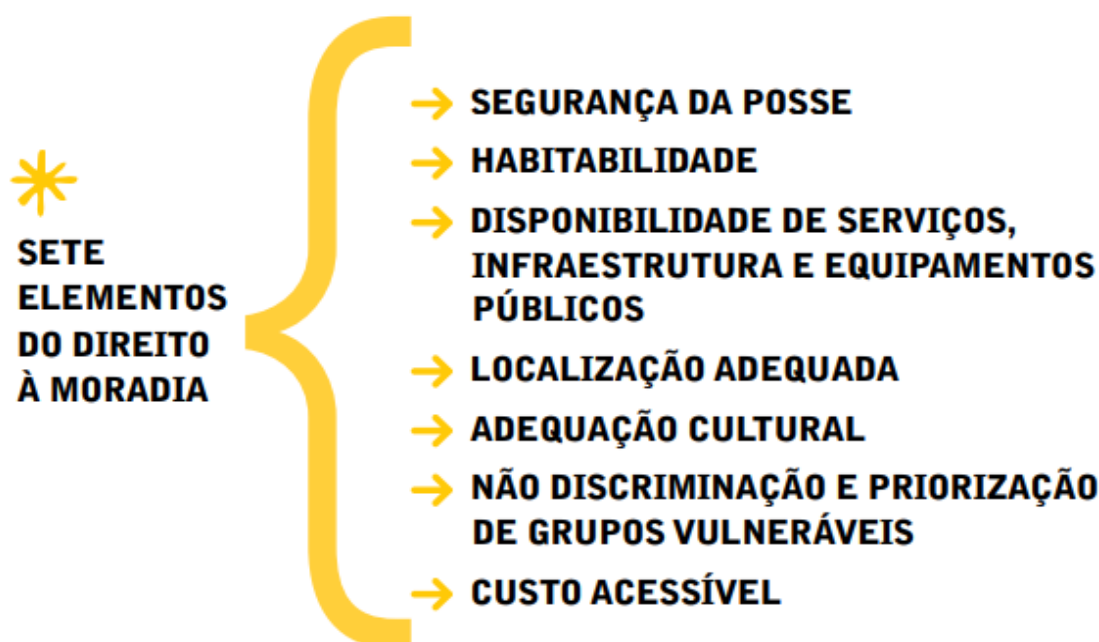 SETE
ELEMENTOS
DO DIREITO
À MORADIA
SEGURANÇA DA POSSE
HABITABILIDADE
DISPONIBILIDADE DE SERVIÇOS,
INFRAESTRUTURA E EQUIPAMENTOS
PÚBLICOS
LOCALIZAÇÃO ADEQUADA
ADEQUAÇÃO CULTURAL
NÃO DISCRIMINAÇÃO E PRIORIZAÇÃO
DE GRUPOS VULNERÁVEIS
CUSTO ACESSÍVEL